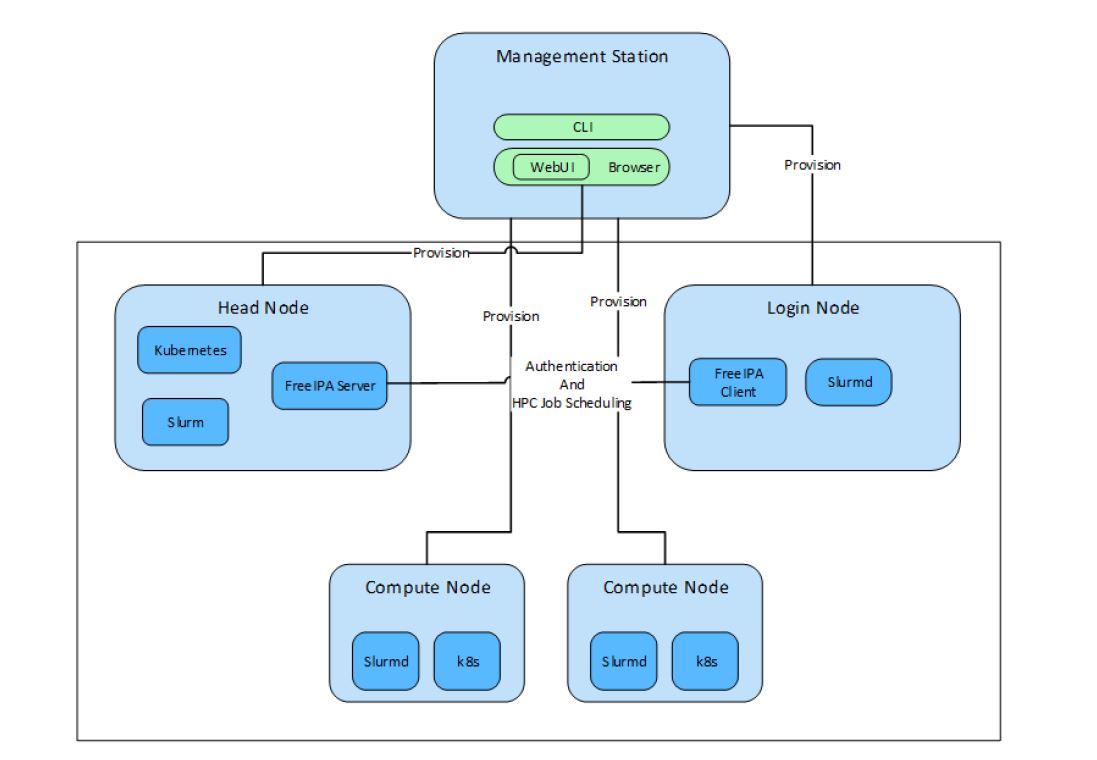 Management Station
CLI
WebUI
Browser
Provision
Provision
Head Node
Provision
Provision
Login Node
Kubernetes
FreeIPA Server
Slurm
Authentication
And
HPC Job Scheduling
FreeIPA
Client
Slurmd
Compute Node
Slurmd
k8s
Compute Node
Slurmd
k8s